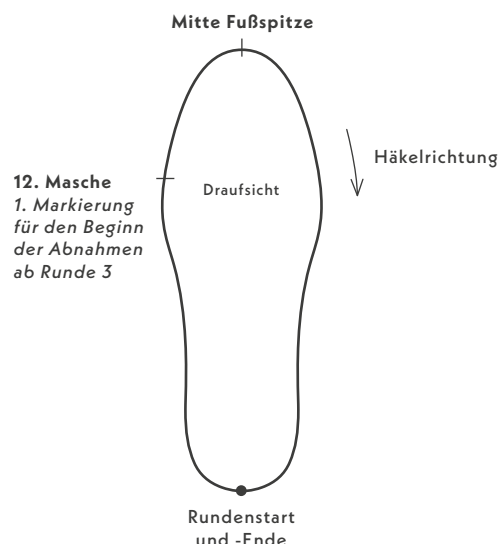 Mitte Fußspitze
Häkelrichtung
12. Masche
1. Markierung
für den Beginn
der Abnahmen
ab Runde 3
Draufsicht
Rundenstart
und -Ende